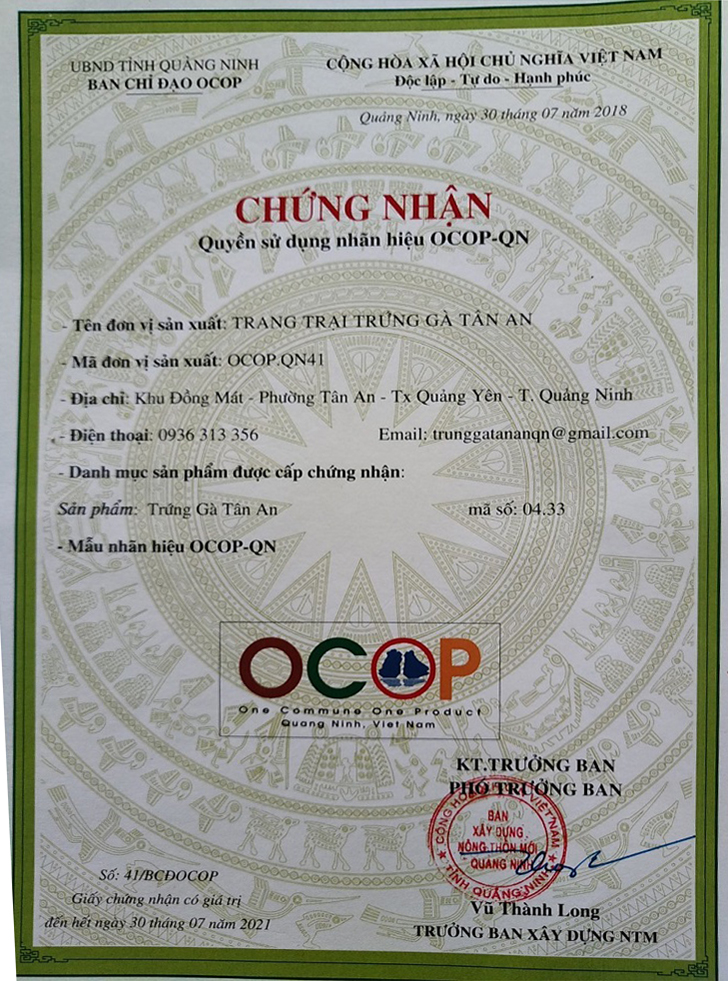 UBND TỈNH QUẢNG NINH
BAN CHỈ ĐẠO OCOP
CỘNG HÒA XÃ HỘI CHỦ NGHĨA VIỆT NAM
Độc lập - Tự do - Hạnh phúc
Quảng Ninh, ngày 30 tháng 07 năm 2018
CHỨNG NHẬN
Quyền sử dụng nhãn hiệu OCOP-QN
- Tên đơn vị sản xuất: TRANG TRẠI TRỨNG GÀ TÂN AN
- Mã đơn vị sản xuất: OCOP.QN41
- Địa chỉ: Khu Đồng Mát - Phường Tân An - Tx Quảng Yên - T. Quảng Ninh
- Điện thoại: 0936 313 356 Email: trunggatananqn@gmail.com
- Danh mục sản phẩm được cấp chứng nhận:
Sản phẩm: Trứng Gà Tân An mã số: 04.33
- Mẫu nhãn hiệu OCOP-QN
OCOP
One Commune One Product
Quang Ninh, Viet Nam
KT.TRƯỞNG BAN
PHÓ TRƯỞNG BAN
BAN
XÂY DỰNG
NÔNG THÔN MỚI
QUẢNG NINH
TỈNH QUẢNG NINH
Số: 41/BCĐOCOP
Giấy chứng nhận có giá trị
đến hết ngày 30 tháng 07 năm 2021
Vũ Thành Long
TRƯỞNG BAN XÂY DỰNG NTM